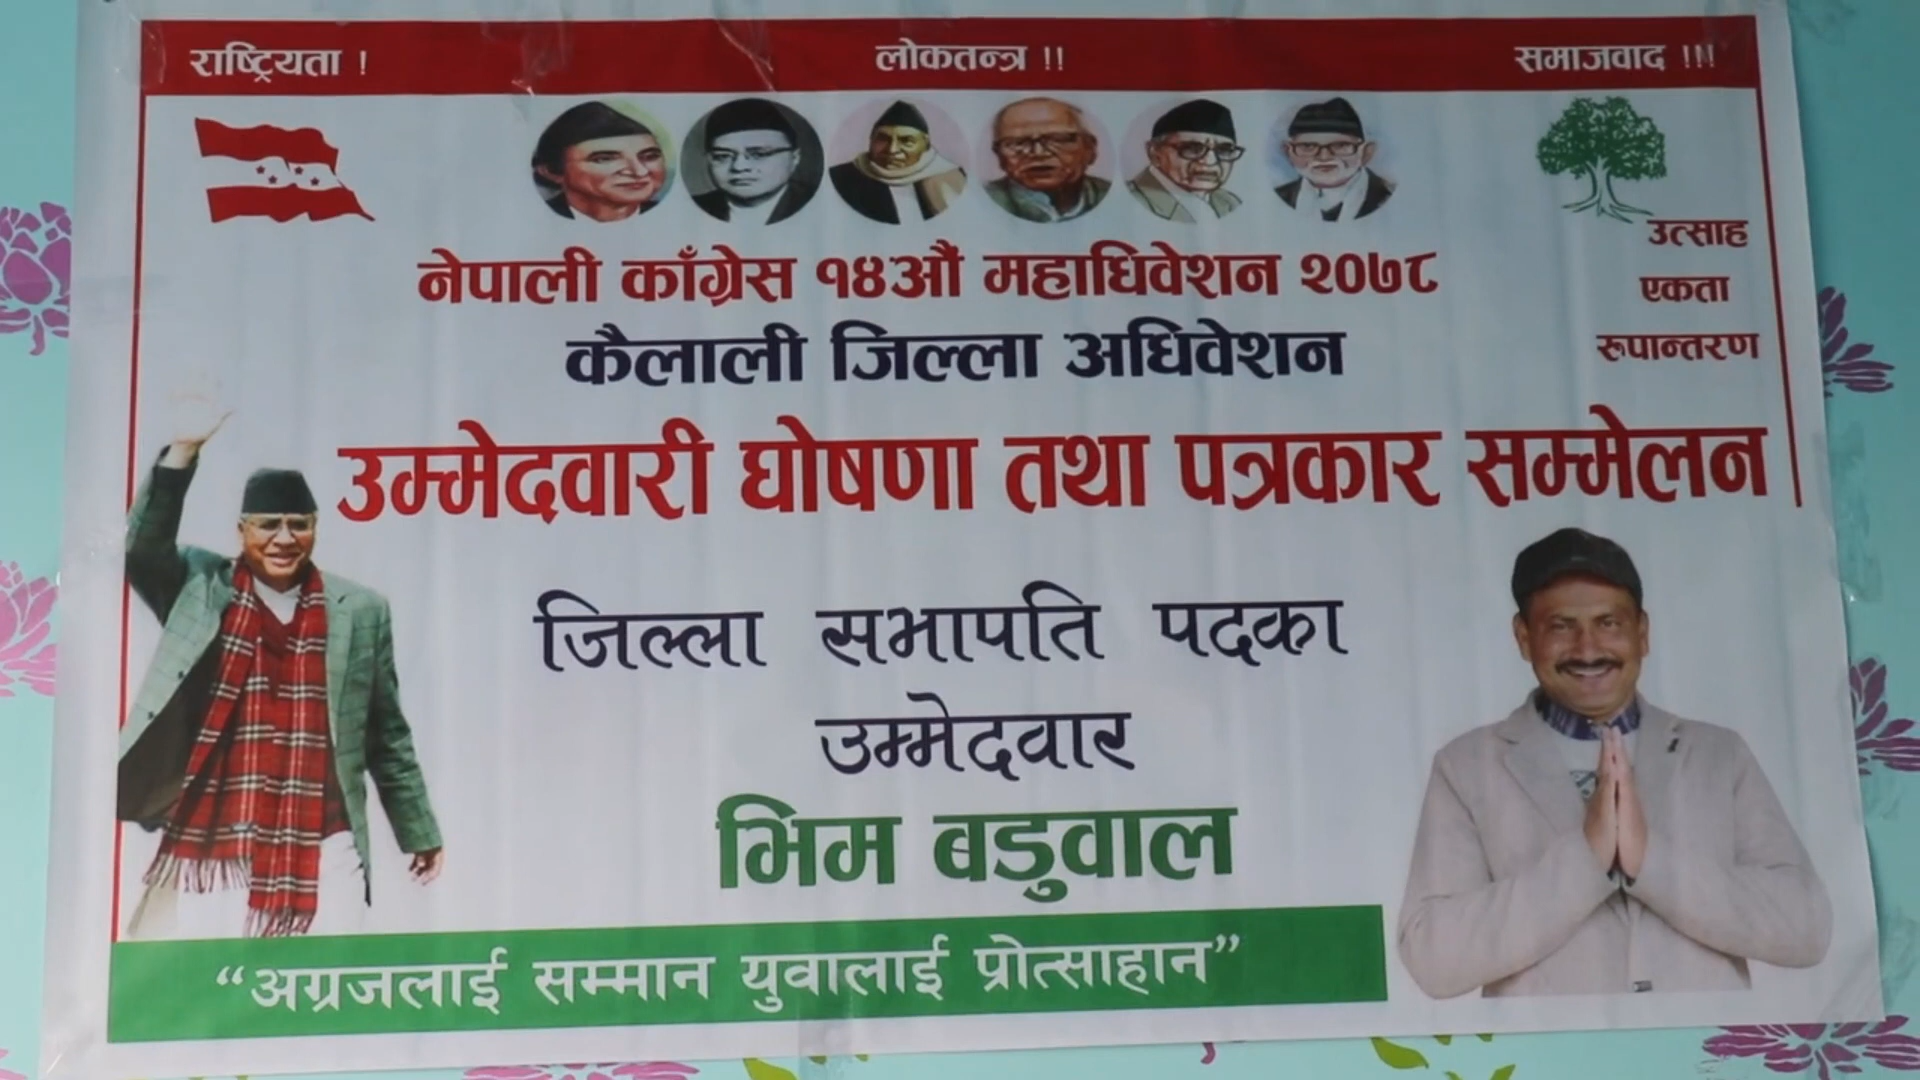 राष्ट्रियता ! लोकतन्त्र !! समाजवाद !!!
उत्साह
एकता
रूपान्तरण
नेपाली काँग्रेस १४औं महाधिवेशन २०७८
कैलाली जिल्ला अधिवेशन
उम्मेदवारी घोषणा तथा पत्रकार सम्मेलन
जिल्ला सभापति पदका
उम्मेदवार
भिम बडुवाल
“अग्रजलाई सम्मान युवालाई प्रोत्साहान”